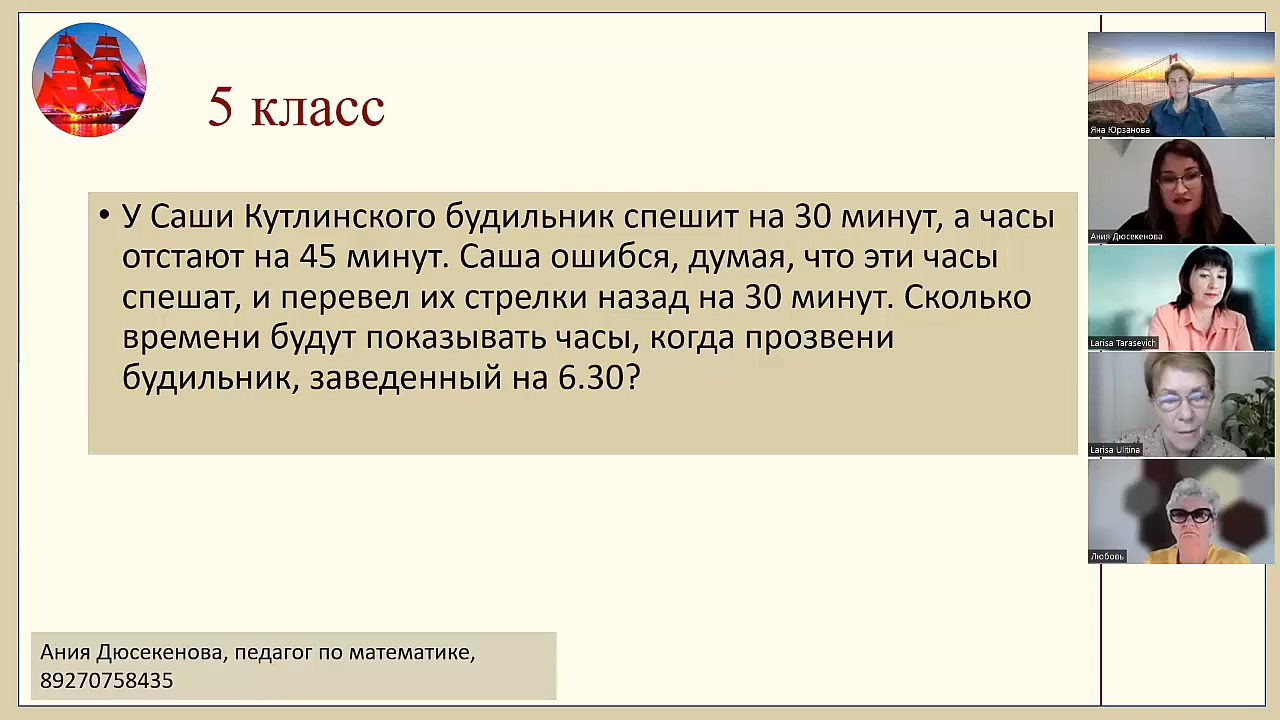 5 класс
• У Саши Кутлинского будильник спешит на 30 минут, а часы
отстают на 45 минут. Саша ошибся, думая, что эти часы
спешат, и перевел их стрелки назад на 30 минут. Сколько
времени будут показывать часы, когда прозвени
будильник, заведенный на 6.30?
Ания Дюсекенова, педагог по математике,
89270758435
Яна Юрзанова
Ания Дюсекенова
Larisa Tarasevich
Larisa Ulitina
Любовь